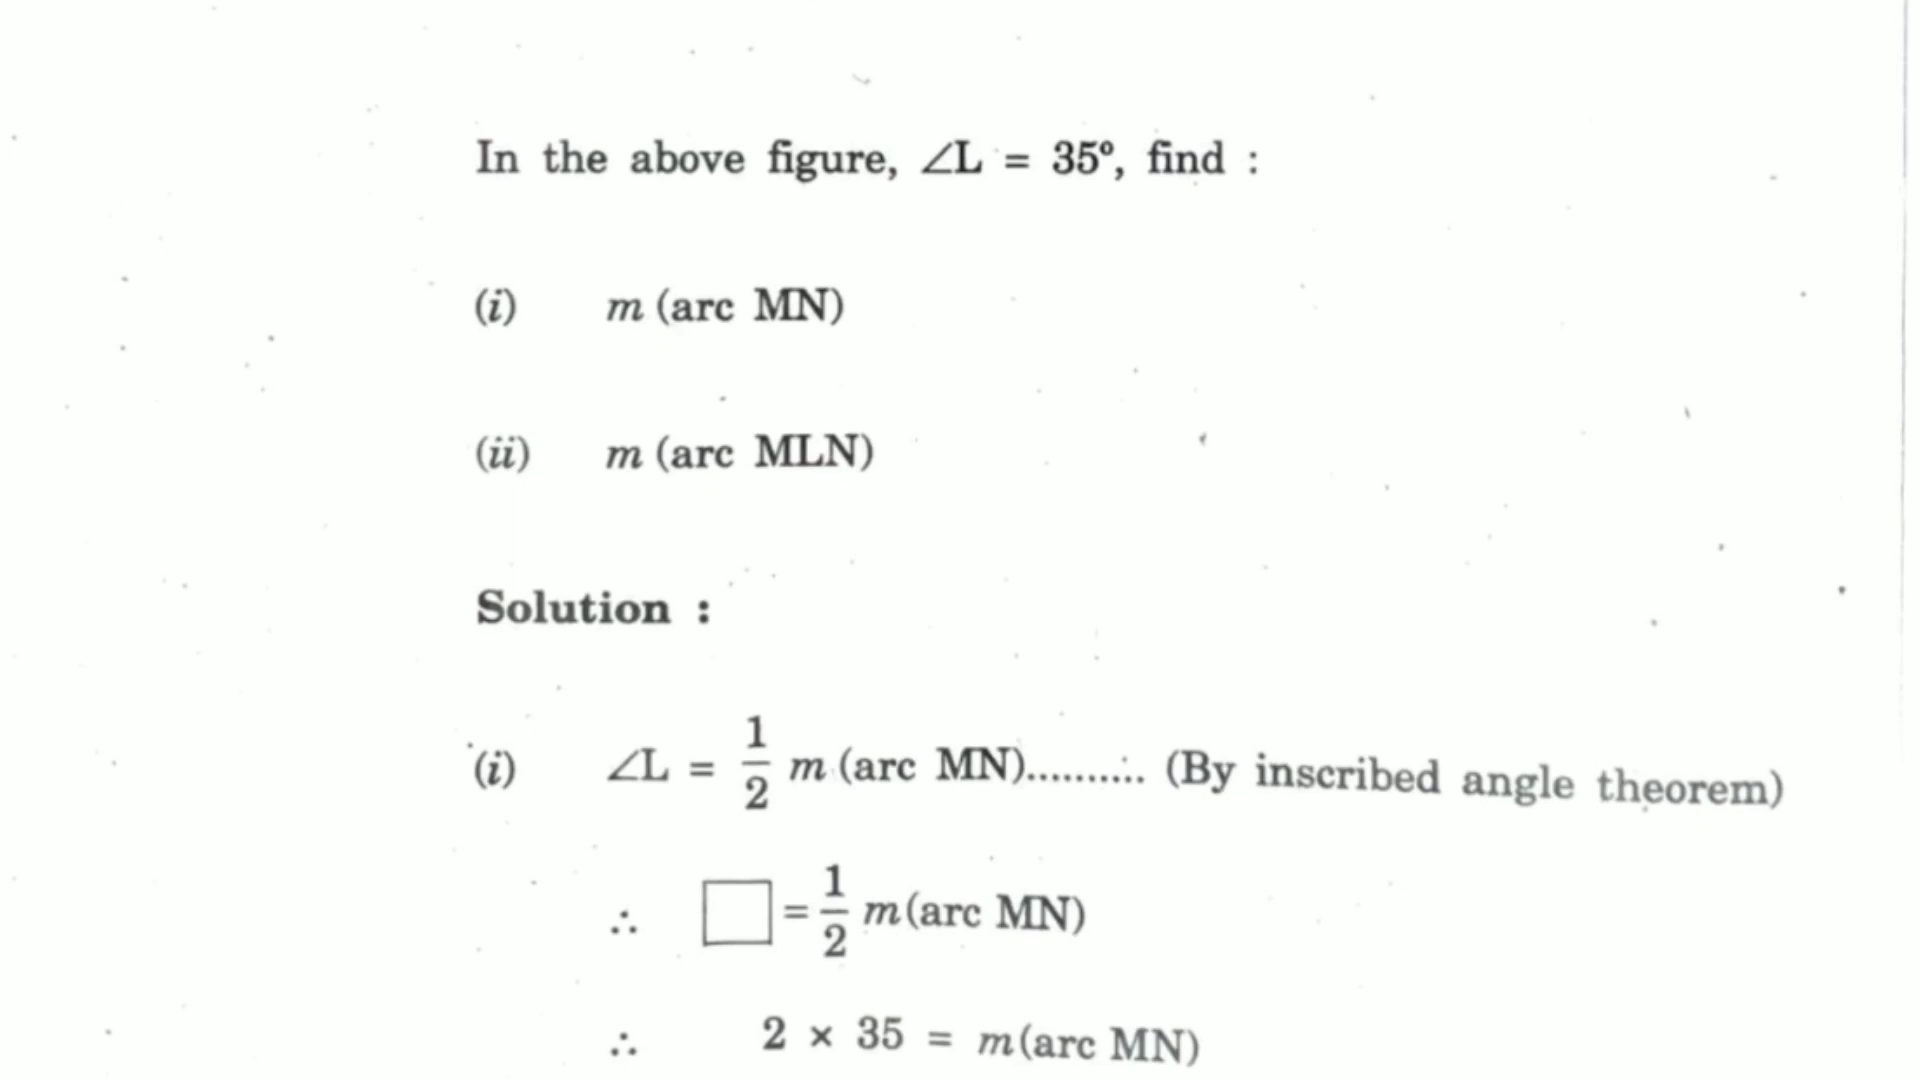 In the above figure, ∠L = 35°, find :
(i) m (arc MN)
(ii) m (arc MLN)
Solution :
(i) ∠L = 1/2 m (arc MN).......... (By inscribed angle theorem)
∴ □ = 1/2 m (arc MN)
∴ 2 × 35 = m (arc MN)